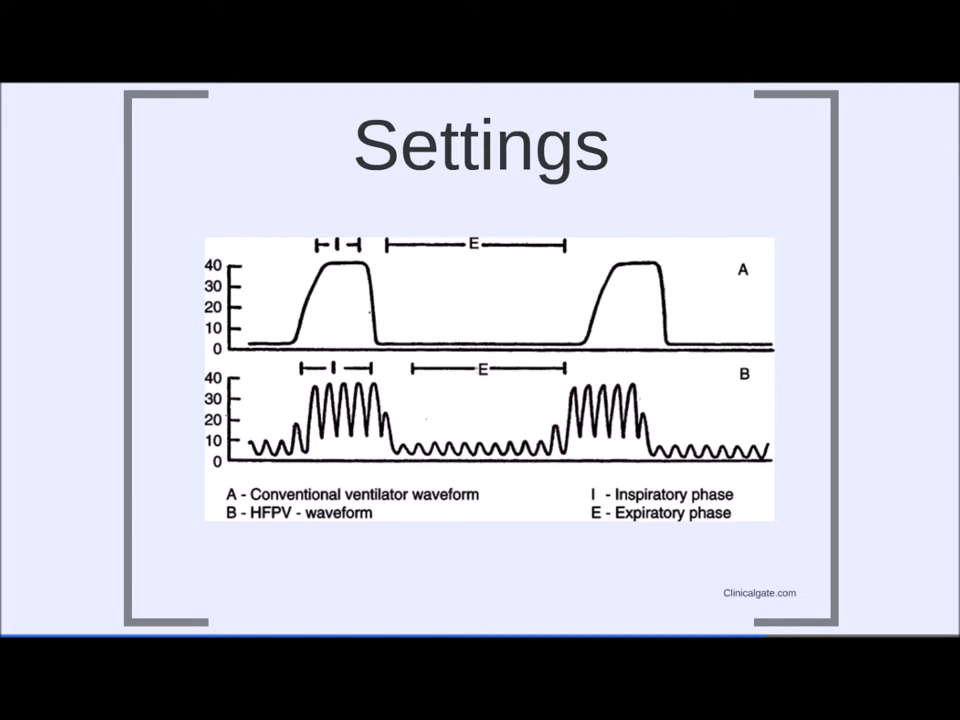 Settings
I
E
A
40
30
20
10
0
I
E
B
40
30
20
10
0
A - Conventional ventilator waveform
I - Inspiratory phase
B - HFPV - waveform
E - Expiratory phase
Clinicalgate.com